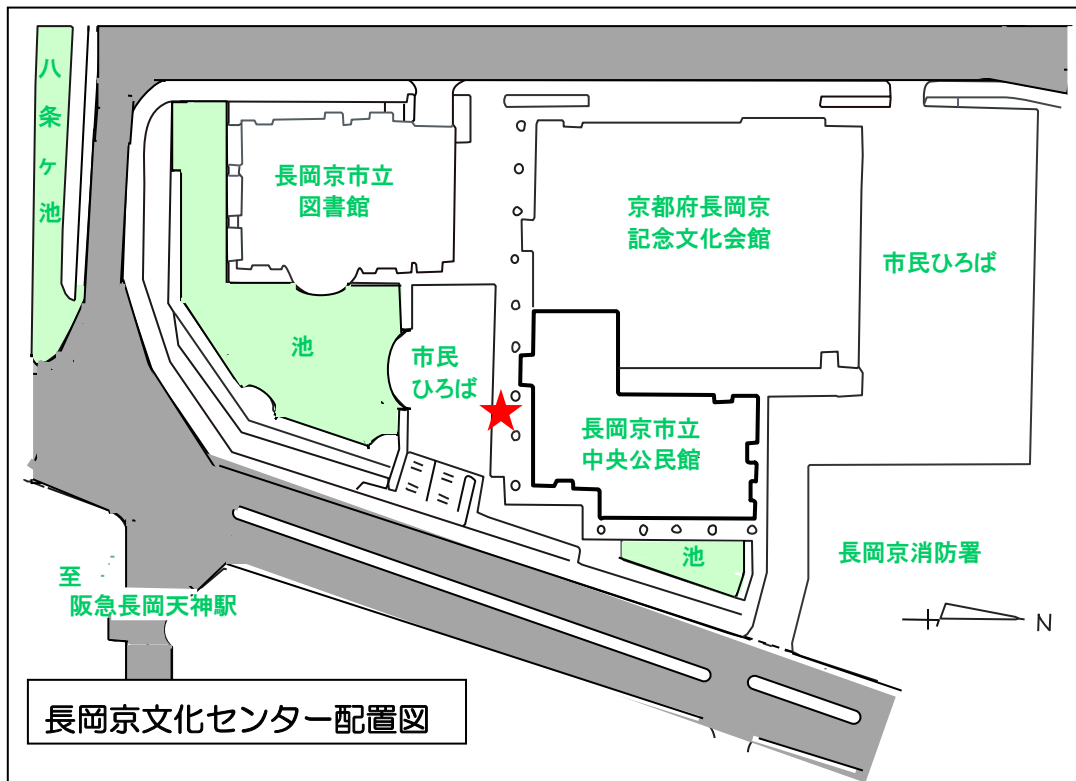 八条ヶ池
長岡京市立
図書館
京都府長岡京
記念文化会館
市民ひろば
池
市民
ひろば
長岡京市立
中央公民館
池
長岡京消防署
至
阪急長岡天神駅
N
長岡京文化センター配置図